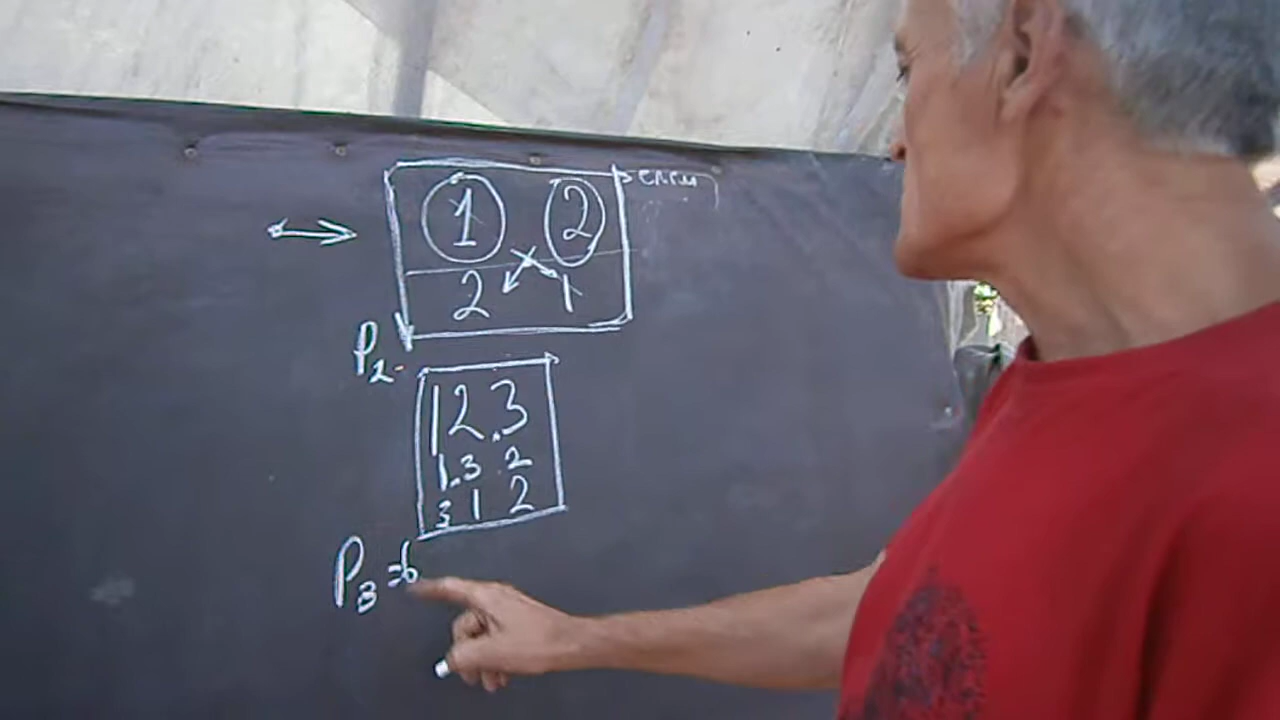 1 2
2 1
P2
1 2 3
1 3 2
3 1 2
P3 = 6